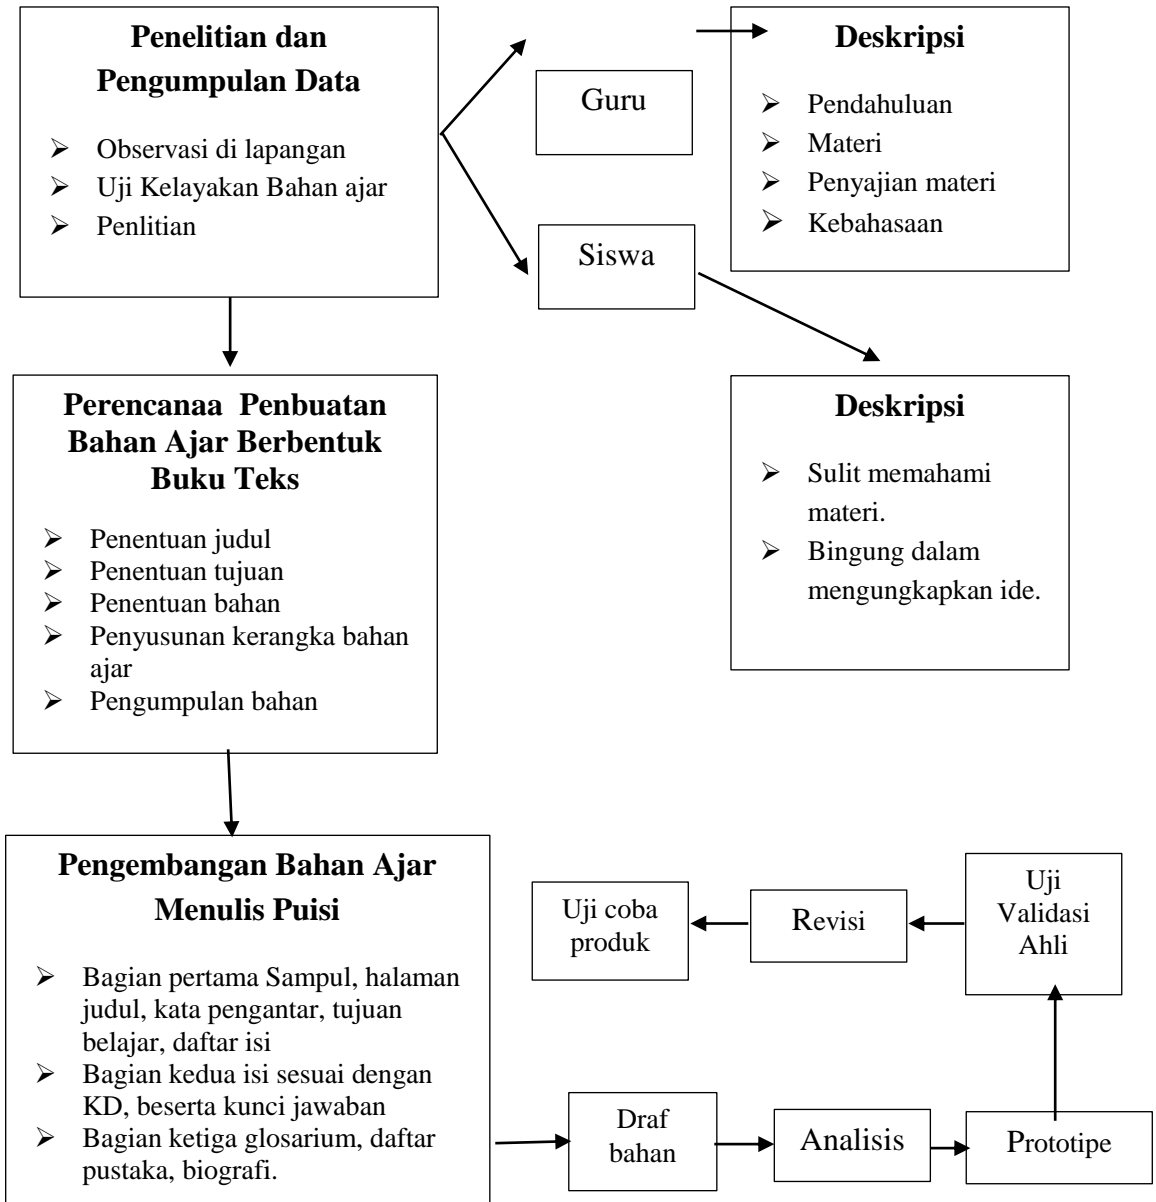 Penelitian dan
Pengumpulan Data
➢ Observasi di lapangan
➢ Uji Kelayakan Bahan ajar
➢ Penlitian
Guru
Siswa
Deskripsi
➢ Pendahuluan
➢ Materi
➢ Penyajian materi
➢ Kebahasaan
Perencanaa Penbuatan
Bahan Ajar Berbentuk
Buku Teks
➢ Penentuan judul
➢ Penentuan tujuan
➢ Penentuan bahan
➢ Penyusunan kerangka bahan
ajar
➢ Pengumpulan bahan
Deskripsi
➢ Sulit memahami
materi.
➢ Bingung dalam
mengungkapkan ide.
Pengembangan Bahan Ajar
Menulis Puisi
➢ Bagian pertama Sampul, halaman
judul, kata pengantar, tujuan
belajar, daftar isi
➢ Bagian kedua isi sesuai dengan
KD, beserta kunci jawaban
➢ Bagian ketiga glosarium, daftar
pustaka, biografi.
Uji coba
produk
Revisi
Uji
Validasi
Ahli
Draf
bahan
Analisis
Prototipe